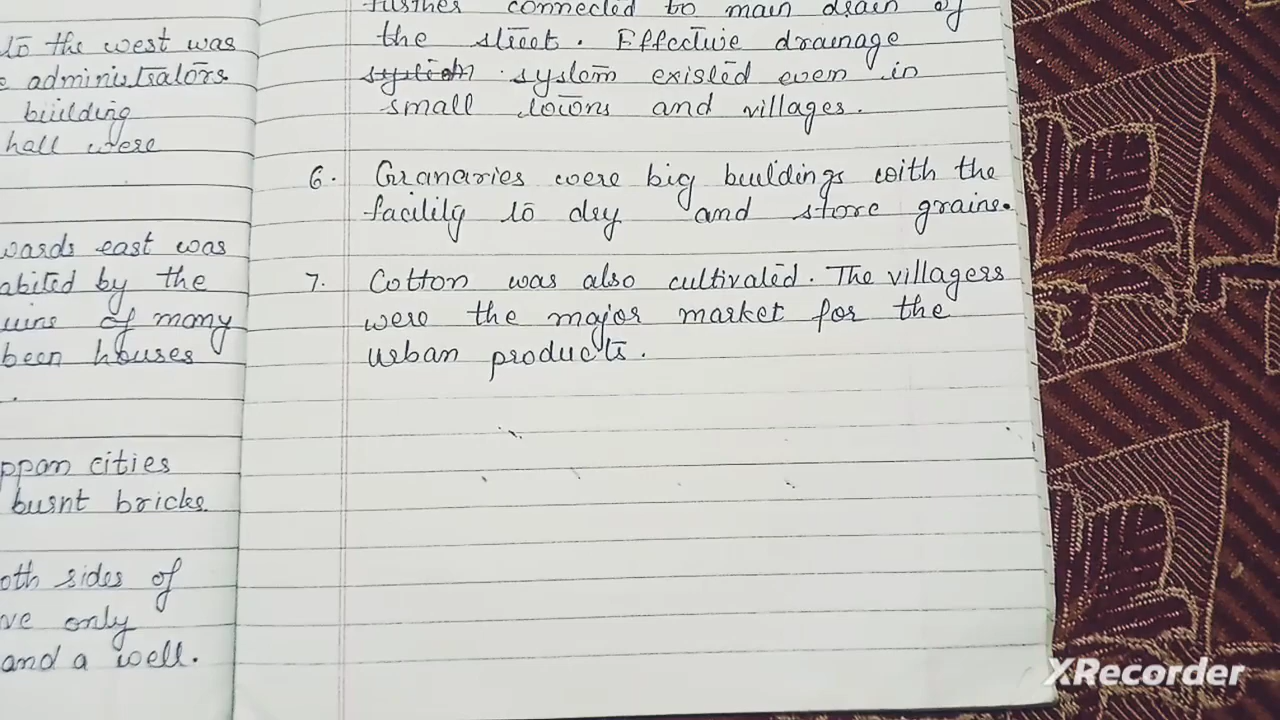 to the west was
administrators
building
hall were
wards east was
abited by the
of many
been houses
ppan cities
burnt bricks.
oth sides of
ve only
and a well.
further connected to main drain of
the street. Effective drainage
system existed even in
small towns and villages.
6. Granaries were big buildings with the
facility to dry and store grains.
7. Cotton was also cultivated. The villagers
were the major market for the
urban products.
XRecorder